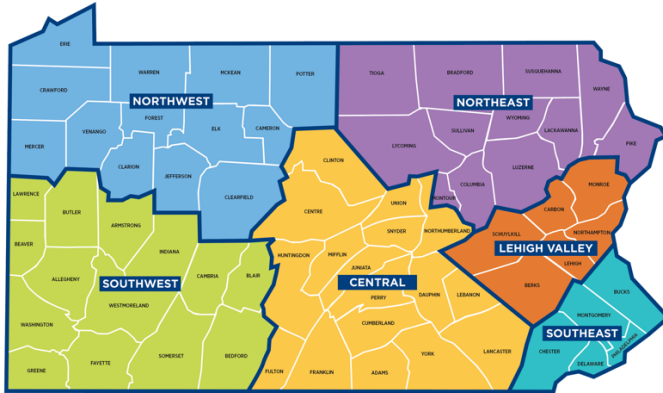 ERIE
CRAWFORD
WARREN
MCKEAN
POTTER
NORTHWEST
FOREST
MERCER
VENANGO
ELK
CAMERON
CLARION
JEFFERSON
CLEARFIELD
TIOGA
BRADFORD
SUSQUEHANNA
WAYNE
NORTHEAST
WYOMING
SULLIVAN
LACKAWANNA
LYCOMING
PIKE
LUZERNE
COLUMBIA
MONTOUR
LAWRENCE
BUTLER
ARMSTRONG
BEAVER
INDIANA
ALLEGHENY
CAMBRIA
BLAIR
SOUTHWEST
WESTMORELAND
WASHINGTON
FAYETTE
SOMERSET
BEDFORD
GREENE
CLINTON
CENTRE
UNION
SNYDER
NORTHUMBERLAND
HUNTINGDON
MIFFLIN
JUNIATA
CENTRAL
PERRY
DAUPHIN
LEBANON
CUMBERLAND
FULTON
FRANKLIN
ADAMS
YORK
LANCASTER
MONROE
CARBON
SCHUYLKILL
NORTHAMPTON
LEHIGH VALLEY
LEHIGH
BERKS
BUCKS
MONTGOMERY
SOUTHEAST
PHILADELPHIA
CHESTER
DELAWARE